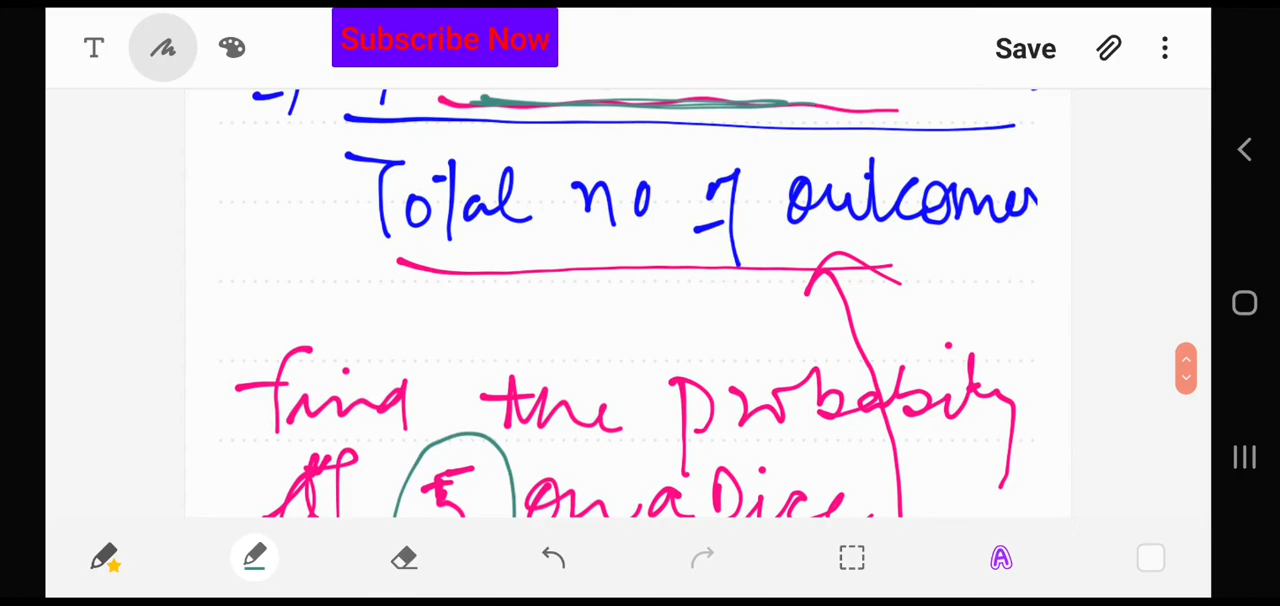 T
Subscribe Now
Save
Total no of outcomes
Find the probability
of 5 on a Dice
A